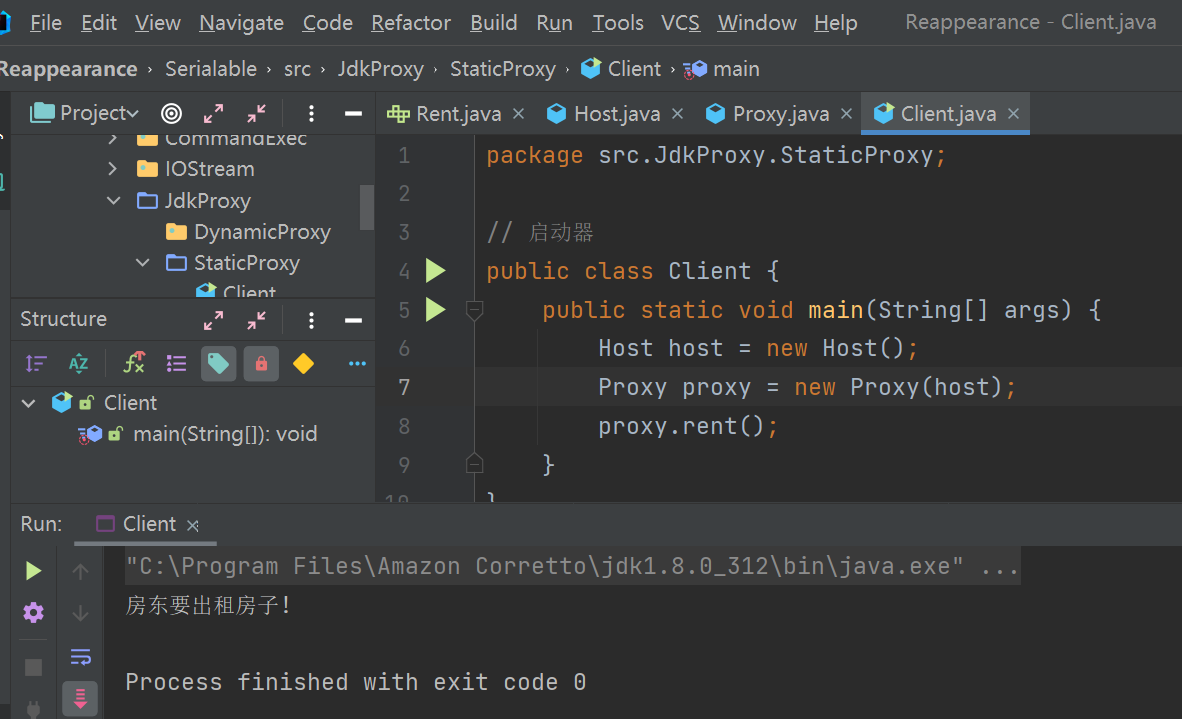 File Edit View Navigate Code Refactor Build Run Tools VCS Window Help Reappearance - Client.java
Reappearance › Serialable › src › JdkProxy › StaticProxy › Client › main
Project
CommandExec
IOStream
JdkProxy
DynamicProxy
StaticProxy
Client
Structure
Client
main(String[]): void
Rent.java × Host.java × Proxy.java × Client.java ×
1 package src.JdkProxy.StaticProxy;
2
3 // 启动器
4 public class Client {
5 public static void main(String[] args) {
6 Host host = new Host();
7 Proxy proxy = new Proxy(host);
8 proxy.rent();
9 }
10 }
Run: Client ×
"C:\Program Files\Amazon Corretto\jdk1.8.0_312\bin\java.exe" ...
房东要出租房子！
Process finished with exit code 0